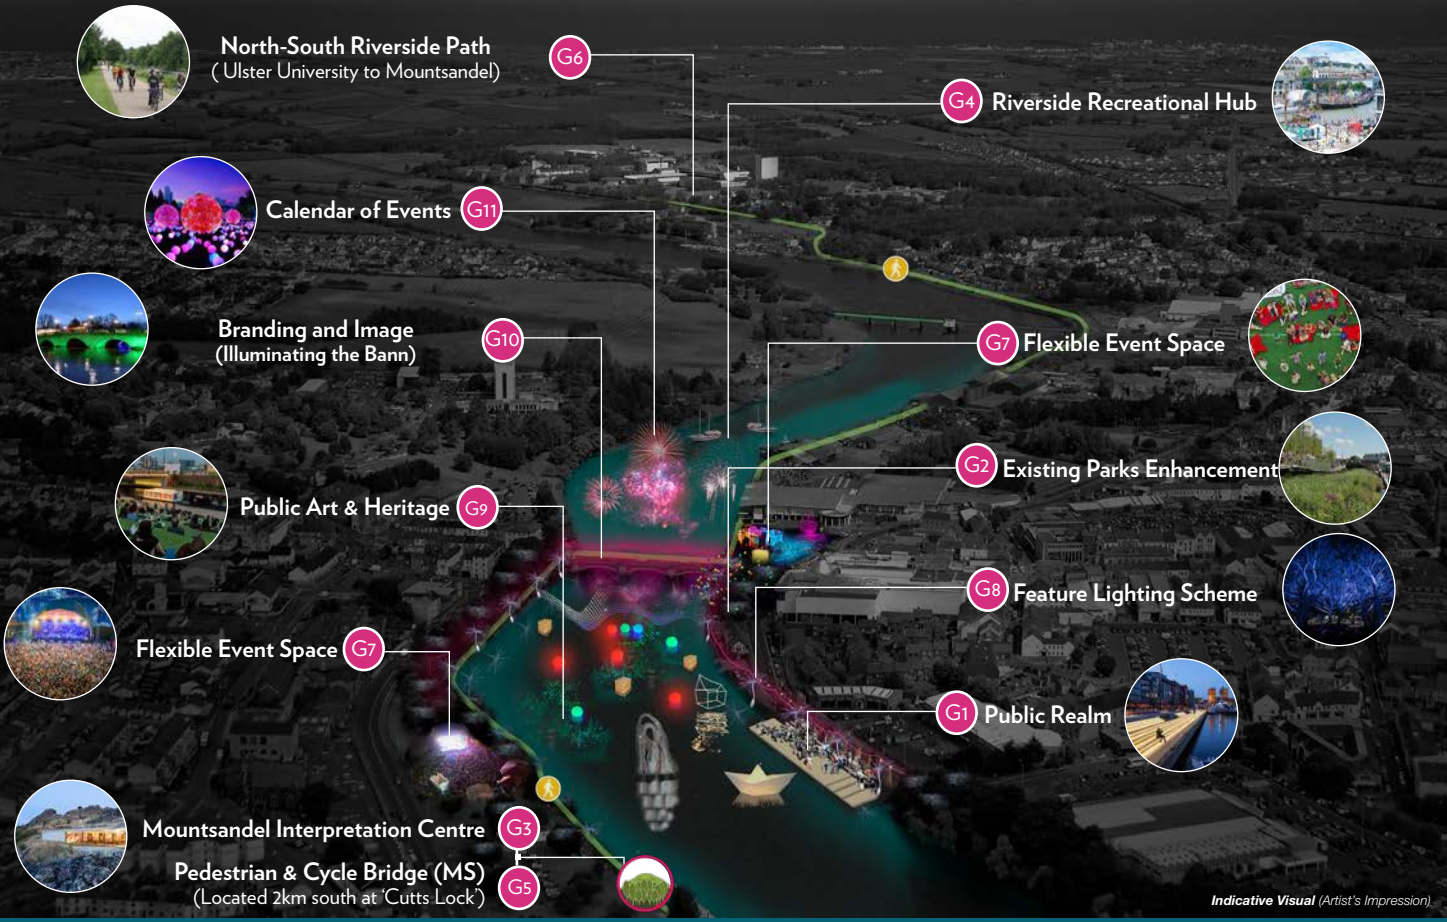 North-South Riverside Path
( Ulster University to Mountsandel)
G6
G4
Riverside Recreational Hub
Calendar of Events
G11
Branding and Image
(Illuminating the Bann)
G10
G7
Flexible Event Space
G2
Existing Parks Enhancement
Public Art & Heritage
G9
G8
Feature Lighting Scheme
Flexible Event Space
G7
G1
Public Realm
Mountsandel Interpretation Centre
G3
Pedestrian & Cycle Bridge (MS)
(Located 2km south at ‘Cutts Lock’)
G5
Indicative Visual (Artist's Impression)